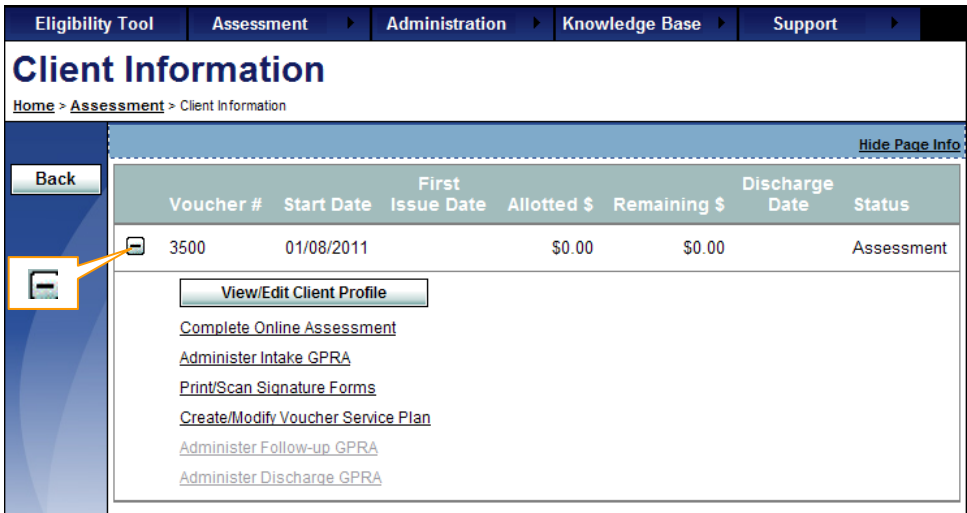 Eligibility Tool Assessment Administration Knowledge Base Support
Client Information
Home > Assessment > Client Information
Hide Page Info
Back
Voucher # Start Date First Issue Date Allotted $ Remaining $ Discharge Date Status
3500 01/08/2011 $0.00 $0.00 Assessment
View/Edit Client Profile
Complete Online Assessment
Administer Intake GPRA
Print/Scan Signature Forms
Create/Modify Voucher Service Plan
Administer Follow-up GPRA
Administer Discharge GPRA